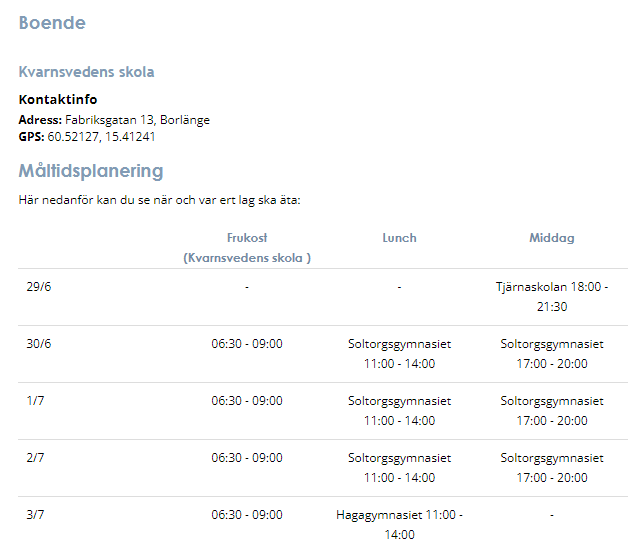 Boende
Kvarnsvedens skola
Kontaktinfo
Adress: Fabriksgatan 13, Borlänge
GPS: 60.52127, 15.41241
Måltidsplanering
Här nedanför kan du se när och var ert lag ska äta:
Frukost Lunch Middag
(Kvarnsvedens skola )
29/6 - - Tjärnaskolan 18:00 -
21:30
30/6 06:30 - 09:00 Soltorgsgymnasiet Soltorgsgymnasiet
11:00 - 14:00 17:00 - 20:00
1/7 06:30 - 09:00 Soltorgsgymnasiet Soltorgsgymnasiet
11:00 - 14:00 17:00 - 20:00
2/7 06:30 - 09:00 Soltorgsgymnasiet Soltorgsgymnasiet
11:00 - 14:00 17:00 - 20:00
3/7 06:30 - 09:00 Hagagymnasiet 11:00 - -
14:00